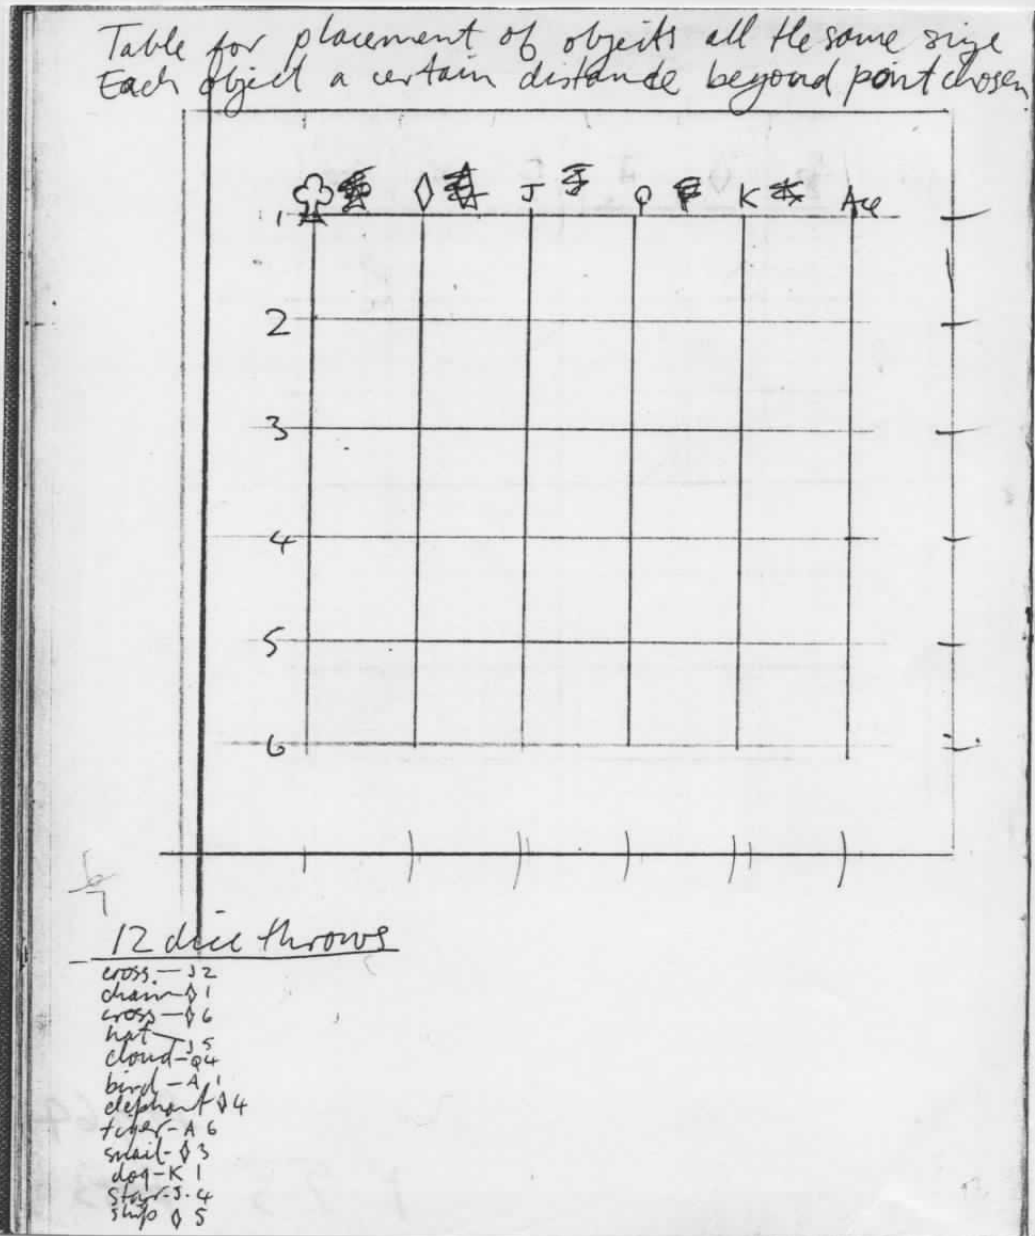 Table for placement of objects all the same size
Each object a certain distance beyond point chosen
♣ ◊ J Q K Ace
1
2
3
4
5
6
12 dice throws
cross — J 2
chain — ◊ 1
cross — ◊ 6
hat — J 5
cloud — Q 4
bird — A 1
elephant ◊ 4
tiger - A 6
snail - ◊ 3
dog - K 1
star - J - 4
ship ◊ 5